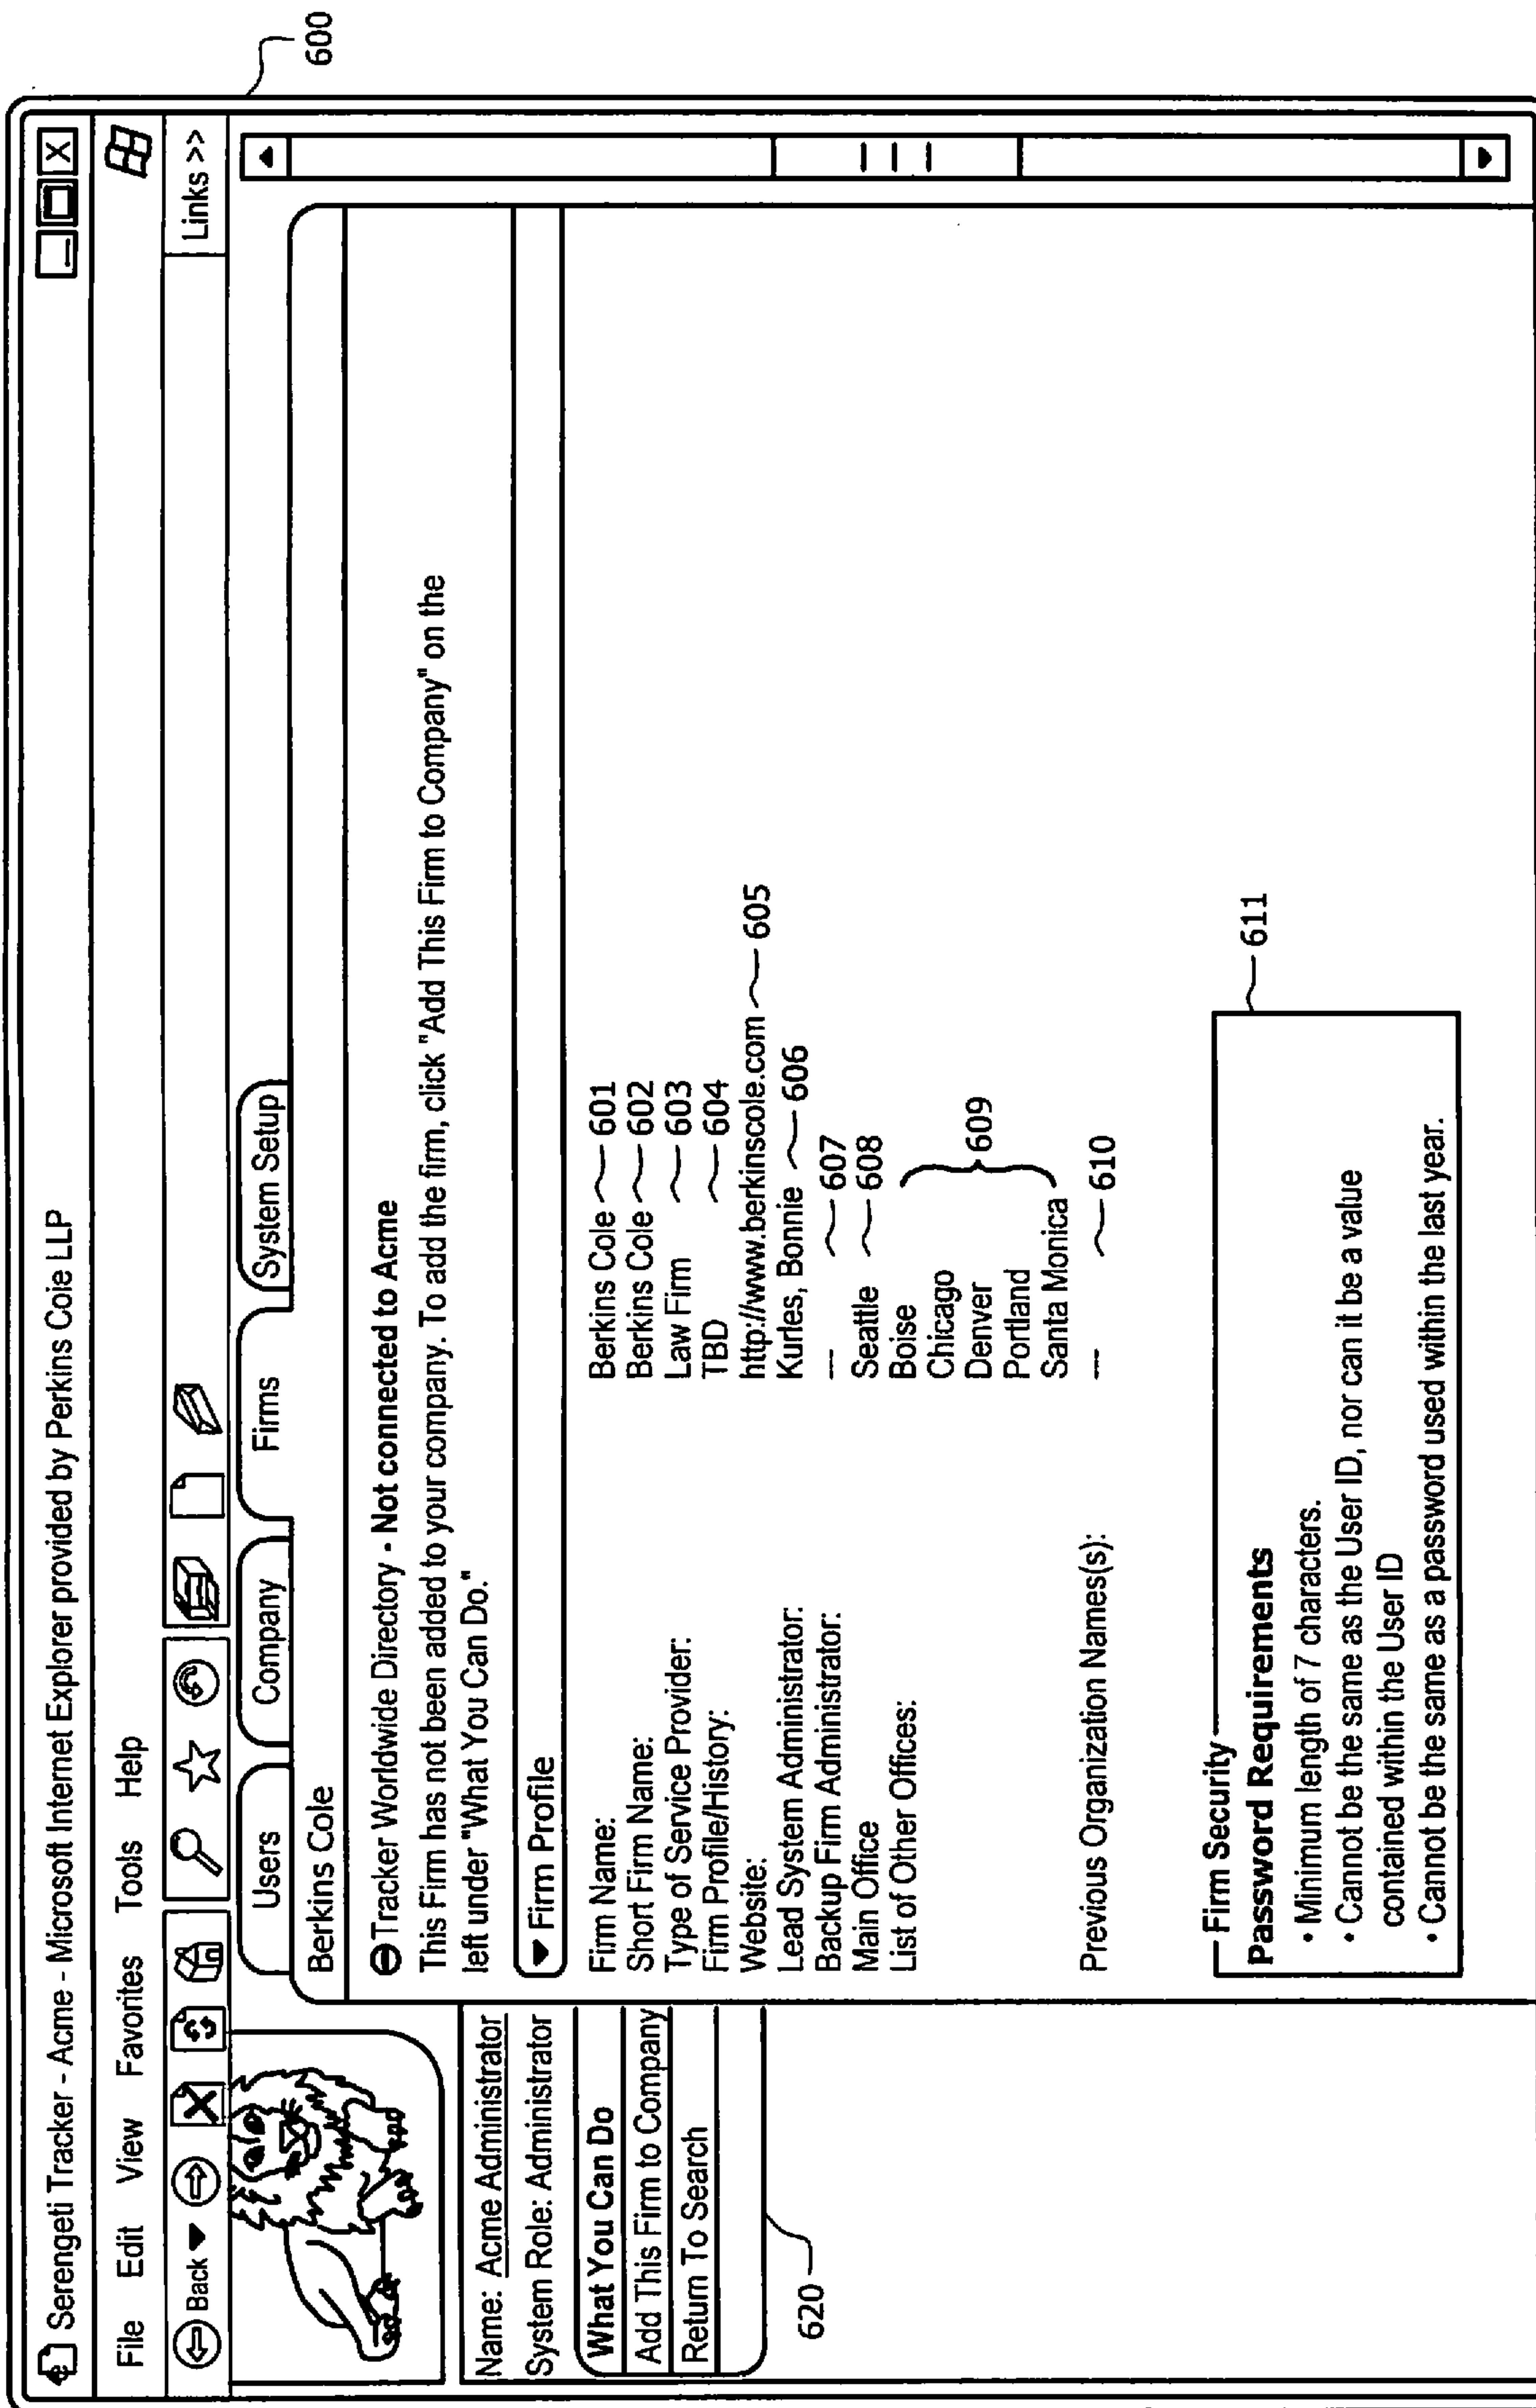 Serengeti Tracker - Acme - Microsoft Internet Explorer provided by Perkins Coie LLP
File Edit View Favorites Tools Help
Back
Links >>
600
Users Company Firms System Setup
Berkins Cole
Tracker Worldwide Directory - Not connected to Acme
This Firm has not been added to your company. To add the firm, click "Add This Firm to Company" on the
left under "What You Can Do."
Name: Acme Administrator
System Role: Administrator
What You Can Do
Add This Firm to Company
Return To Search
620
Firm Profile
Firm Name: Berkins Cole 601
Short Firm Name: Berkins Cole 602
Type of Service Provider: Law Firm 603
Firm Profile/History: TBD 604
Website: http://www.berkinscole.com 605
Lead System Administrator: Kurles, Bonnie 606
Backup Firm Administrator: --- 607
Main Office Seattle 608
List of Other Offices: Boise
Chicago
Denver 609
Portland
Santa Monica
Previous Organization Names(s): --- 610
Firm Security
611
Password Requirements
• Minimum length of 7 characters.
• Cannot be the same as the User ID, nor can it be a value
contained within the User ID
• Cannot be the same as a password used within the last year.